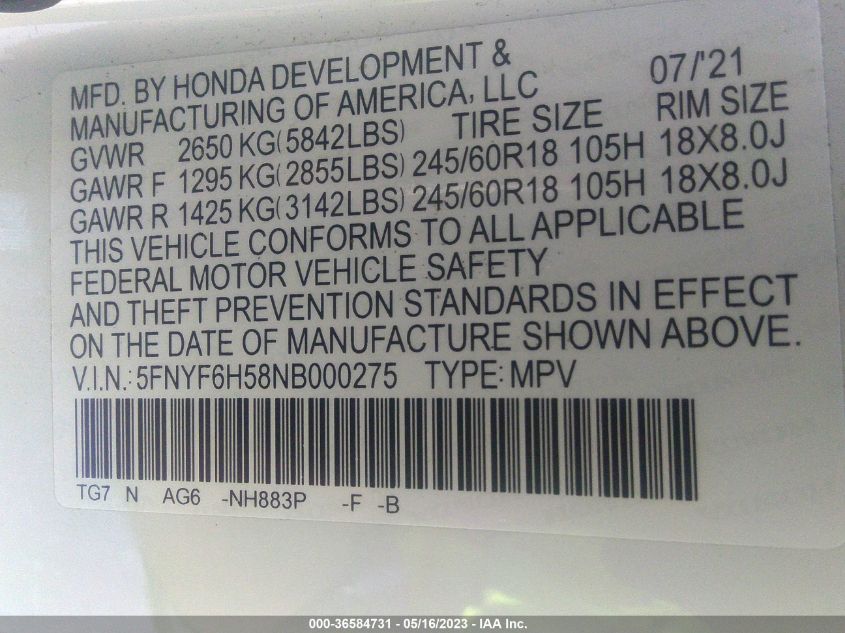 MFD. BY HONDA DEVELOPMENT & 07/'21
MANUFACTURING OF AMERICA, LLC
GVWR 2650 KG(5842LBS) TIRE SIZE RIM SIZE
GAWR F 1295 KG(2855LBS) 245/60R18 105H 18X8.0J
GAWR R 1425 KG(3142LBS) 245/60R18 105H 18X8.0J
THIS VEHICLE CONFORMS TO ALL APPLICABLE
FEDERAL MOTOR VEHICLE SAFETY
AND THEFT PREVENTION STANDARDS IN EFFECT
ON THE DATE OF MANUFACTURE SHOWN ABOVE.
V.I.N.:5FNYF6H58NB000275 TYPE: MPV
TG7 N AG6 -NH883P -F -B
000-36584731 - 05/16/2023 - IAA Inc.